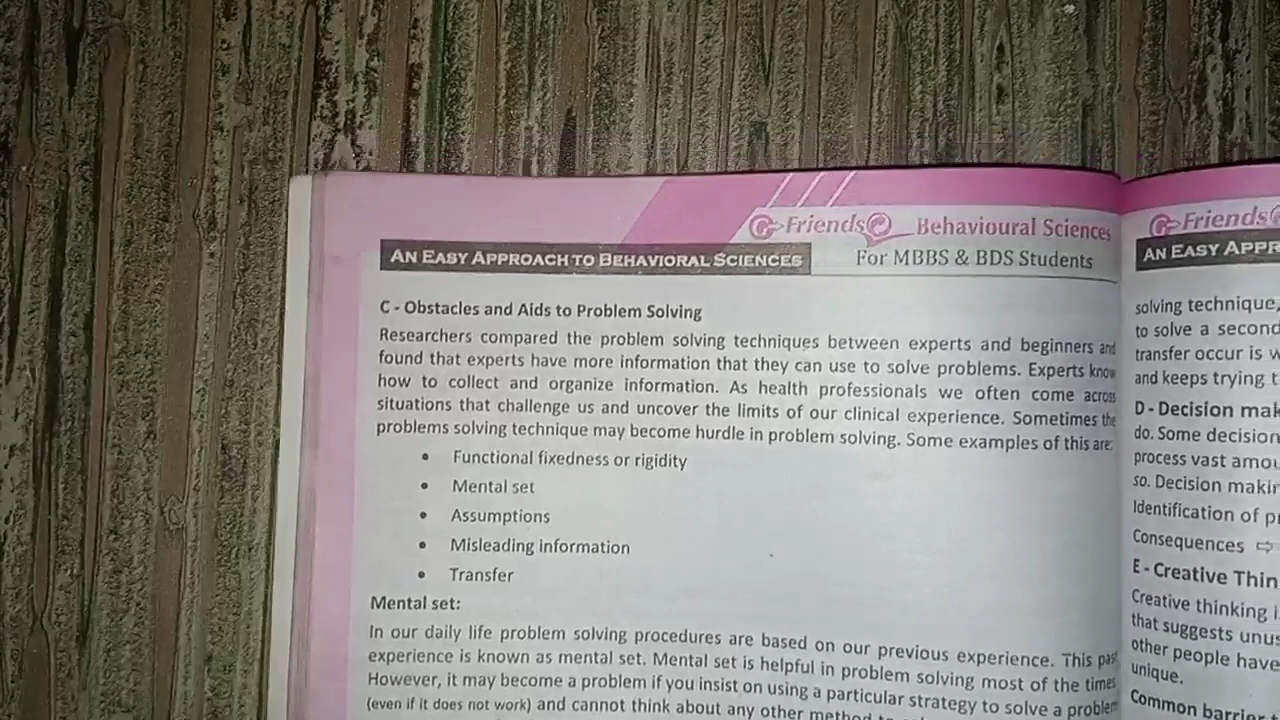 Friends Behavioural Sciences
AN EASY APPROACH TO BEHAVIORAL SCIENCES
For MBBS & BDS Students
C - Obstacles and Aids to Problem Solving
Researchers compared the problem solving techniques between experts and beginners and
found that experts have more information that they can use to solve problems. Experts know
how to collect and organize information. As health professionals we often come across
situations that challenge us and uncover the limits of our clinical experience. Sometimes the
problems solving technique may become hurdle in problem solving. Some examples of this are:
• Functional fixedness or rigidity
• Mental set
• Assumptions
• Misleading information
• Transfer
Mental set:
In our daily life problem solving procedures are based on our previous experience. This past
experience is known as mental set. Mental set is helpful in problem solving most of the times
However, it may become a problem if you insist on using a particular strategy to solve a problem
(even if it does not work) and cannot think about any other method
Friends
AN EASY
solving technique,
to solve a second
transfer occur is
and keeps trying
D - Decision
do. Some decision
process vast
so. Decision
Identification of
Consequences ⇨
E - Creative
Creative thinking
that suggests
other people have
unique.
Common